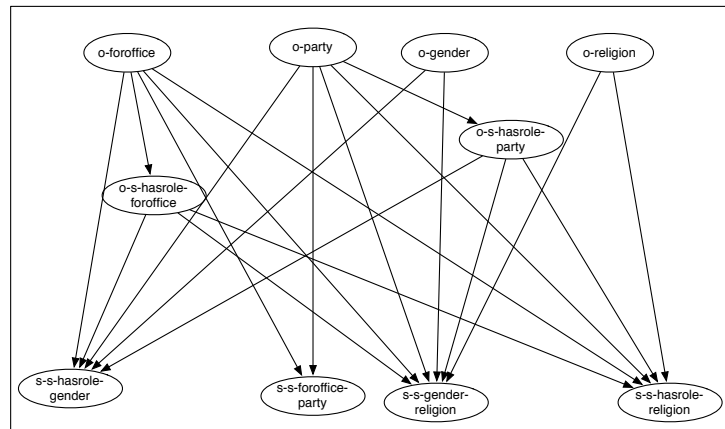 o-foroffice
o-party
o-gender
o-religion
o-s-hasrole-
party
o-s-hasrole-
foroffice
s-s-hasrole-
gender
s-s-foroffice-
party
s-s-gender-
religion
s-s-hasrole-
religion